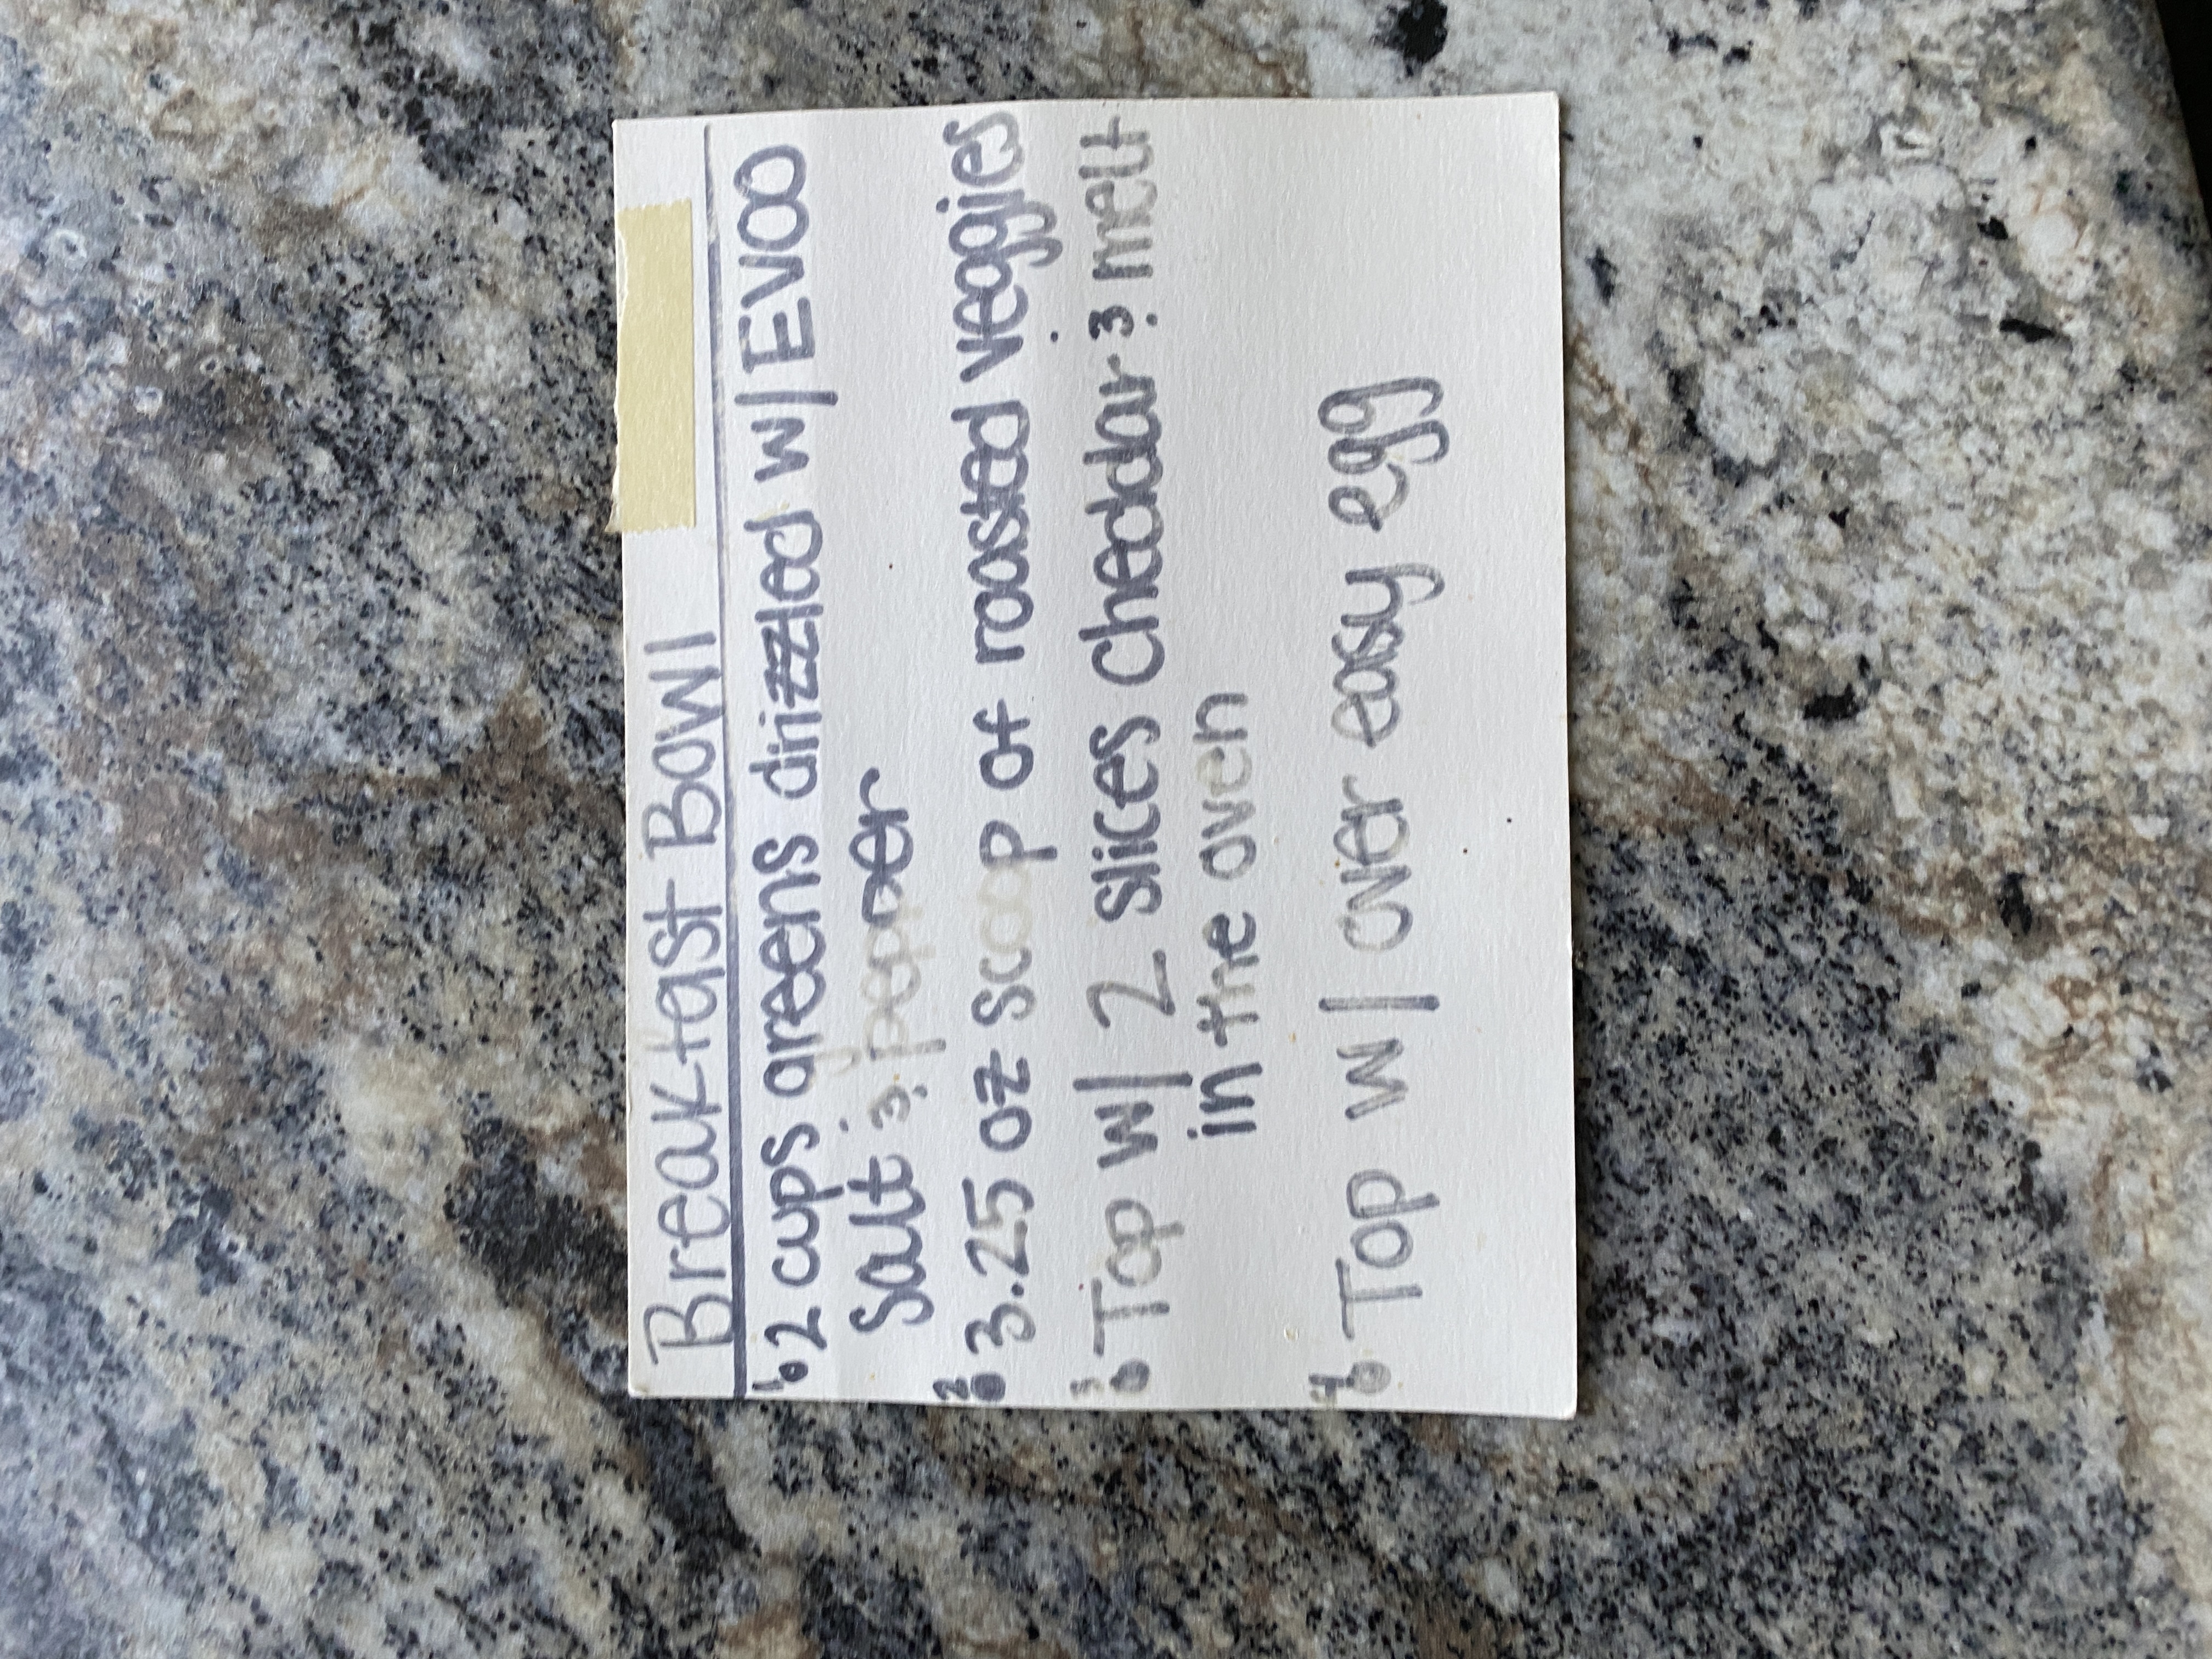 Breakfast Bowl
1 • 2 cups greens drizzled w/ EVOO
Salt & pepper
2 • 3.25 oz scoop of roasted veggies
3 • Top w/ 2 slices cheddar & melt
in the oven
4 • Top w/ over easy egg